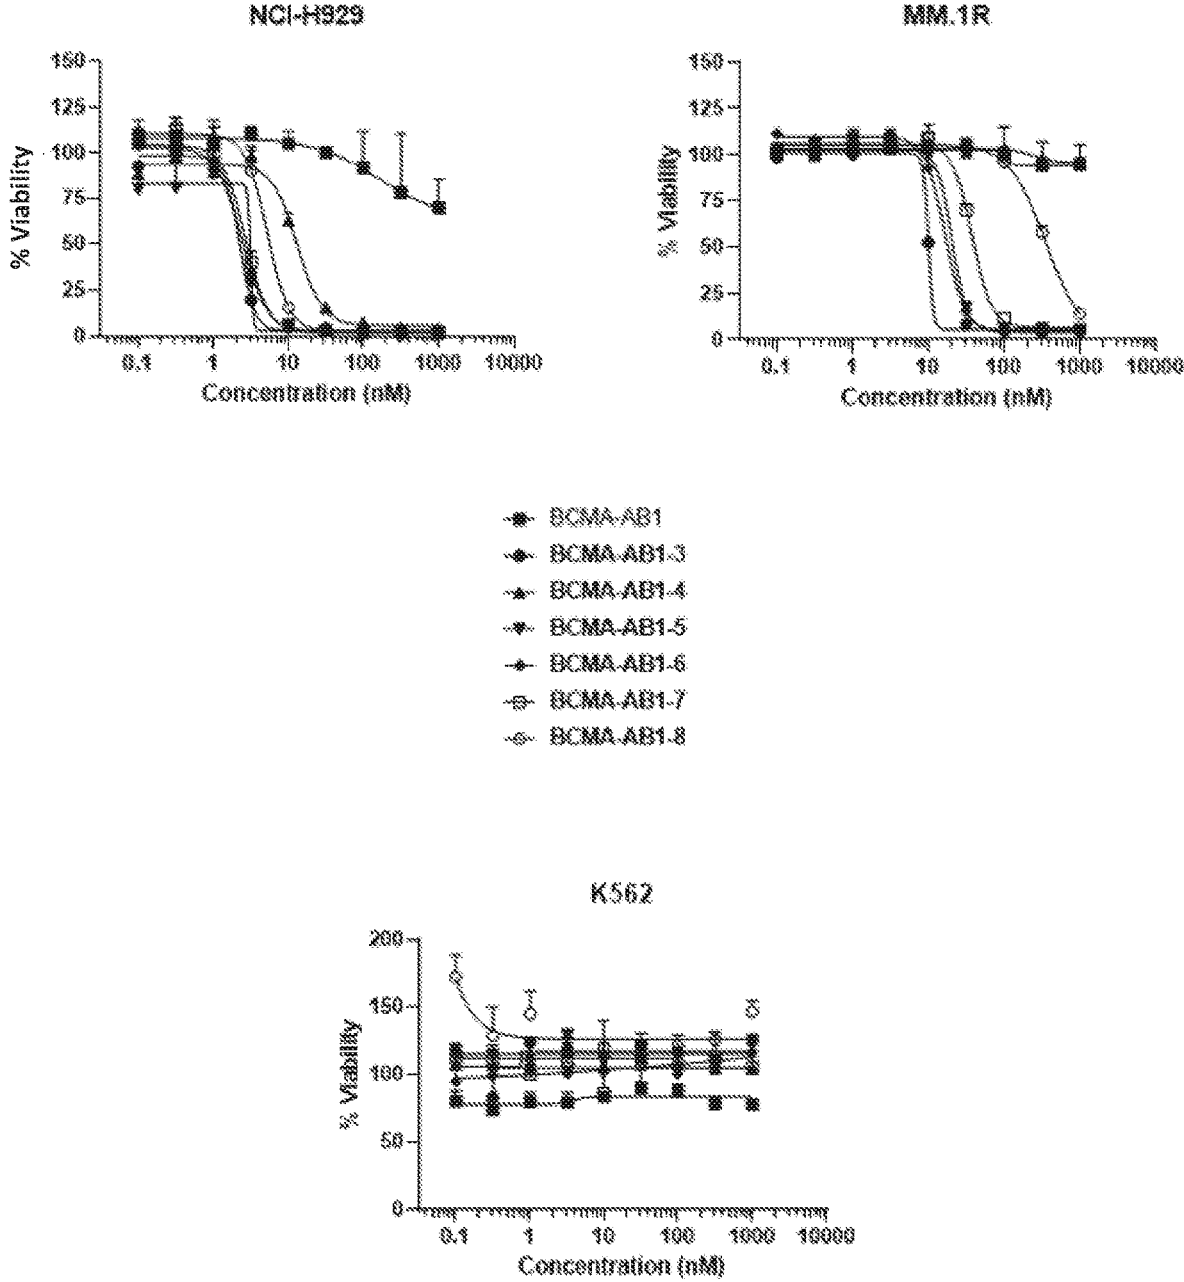 NCI-H929
% Viability
150
125
100
75
50
25
0
0.1 1 10 100 1000 10000
Concentration (nM)
MM.1R
% Viability
150
125
100
75
50
25
0
0.1 1 10 100 1000 10000
Concentration (nM)
BCMA-AB1
BCMA-AB1-3
BCMA-AB1-4
BCMA-AB1-5
BCMA-AB1-6
BCMA-AB1-7
BCMA-AB1-8
K562
% Viability
200
150
100
50
0
0.1 1 10 100 1000 10000
Concentration (nM)